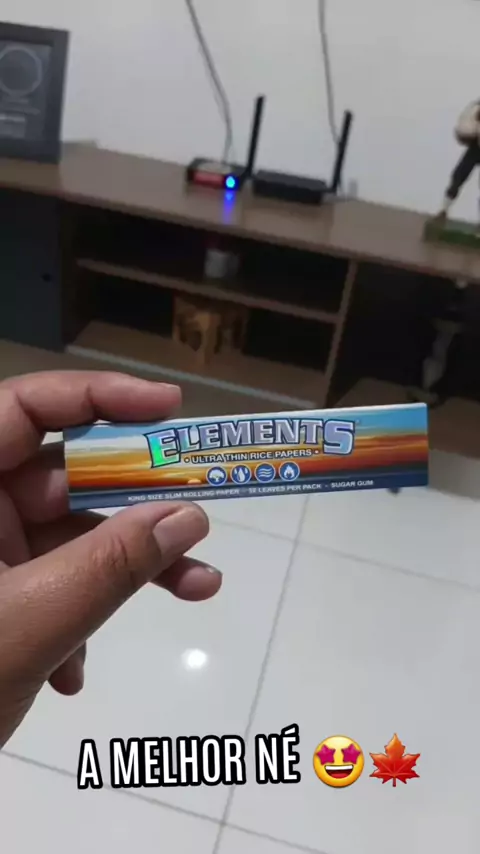 ELEMENTS
• ULTRA THIN RICE PAPERS •
KING SIZE SLIM ROLLING PAPER - 32 LEAVES PER PACK - SUGAR GUM
A MELHOR NÉ 🤩🍁